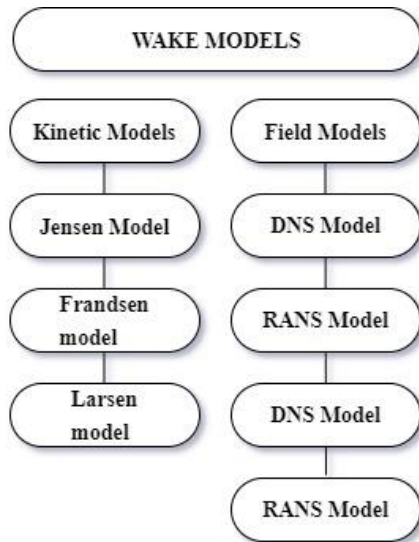 WAKE MODELS
Kinetic Models
Jensen Model
Frandsen
model
Larsen
model
Field Models
DNS Model
RANS Model
DNS Model
RANS Model